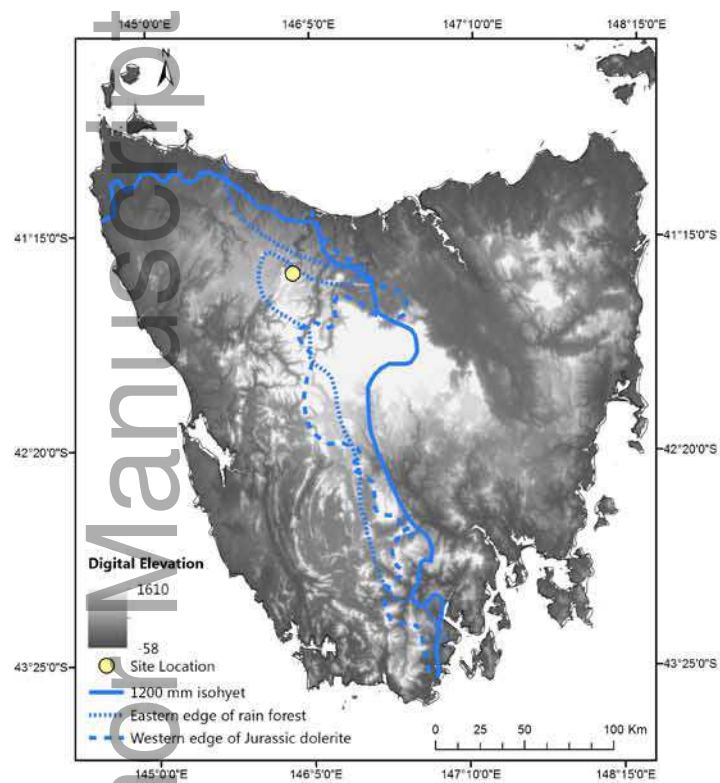 145°0'0"E 146°5'0"E 147°10'0"E 148°15'0"E
N
41°15'0"S 41°15'0"S
42°20'0"S 42°20'0"S
43°25'0"S 43°25'0"S
Digital Elevation
1610
-58
Site Location
1200 mm isohyet
Eastern edge of rain forest
Western edge of Jurassic dolerite
0 25 50 100 Km
145°0'0"E 146°5'0"E 147°10'0"E 148°15'0"E
or Manuscript